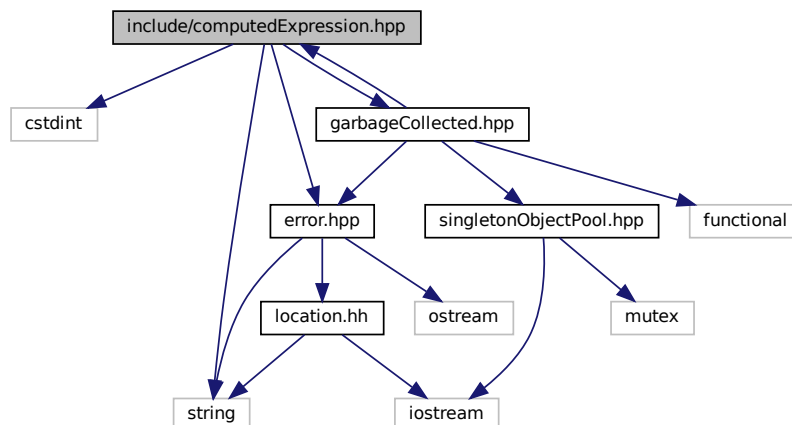 include/computedExpression.hpp
cstdint
garbageCollected.hpp
error.hpp
singletonObjectPool.hpp
functional
location.hh
ostream
mutex
string
iostream